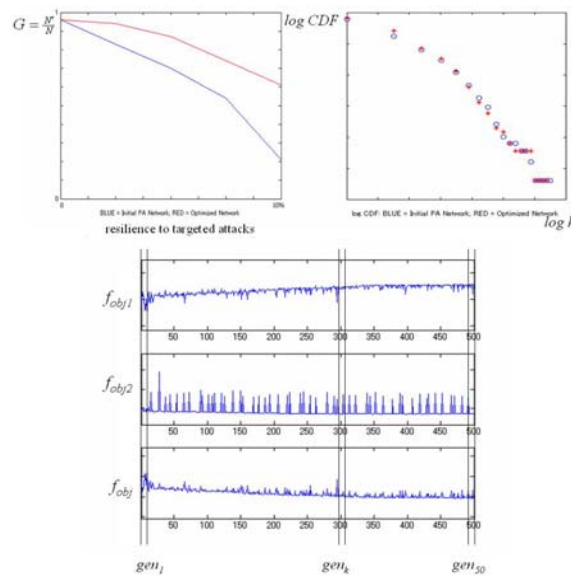 G = N*/N
1
0
0
10%
BLUE = Initial PA Network, RED = Optimized Network
resilience to targeted attacks
log CDF
log CDF: BLUE = Initial PA Network; RED = Optimized Network
log k
f_obj1
50 100 150 200 250 300 350 400 450 500
f_obj2
50 100 150 200 250 300 350 400 450 500
f_obj
50 100 150 200 250 300 350 400 450 500
gen_1 gen_k gen_50